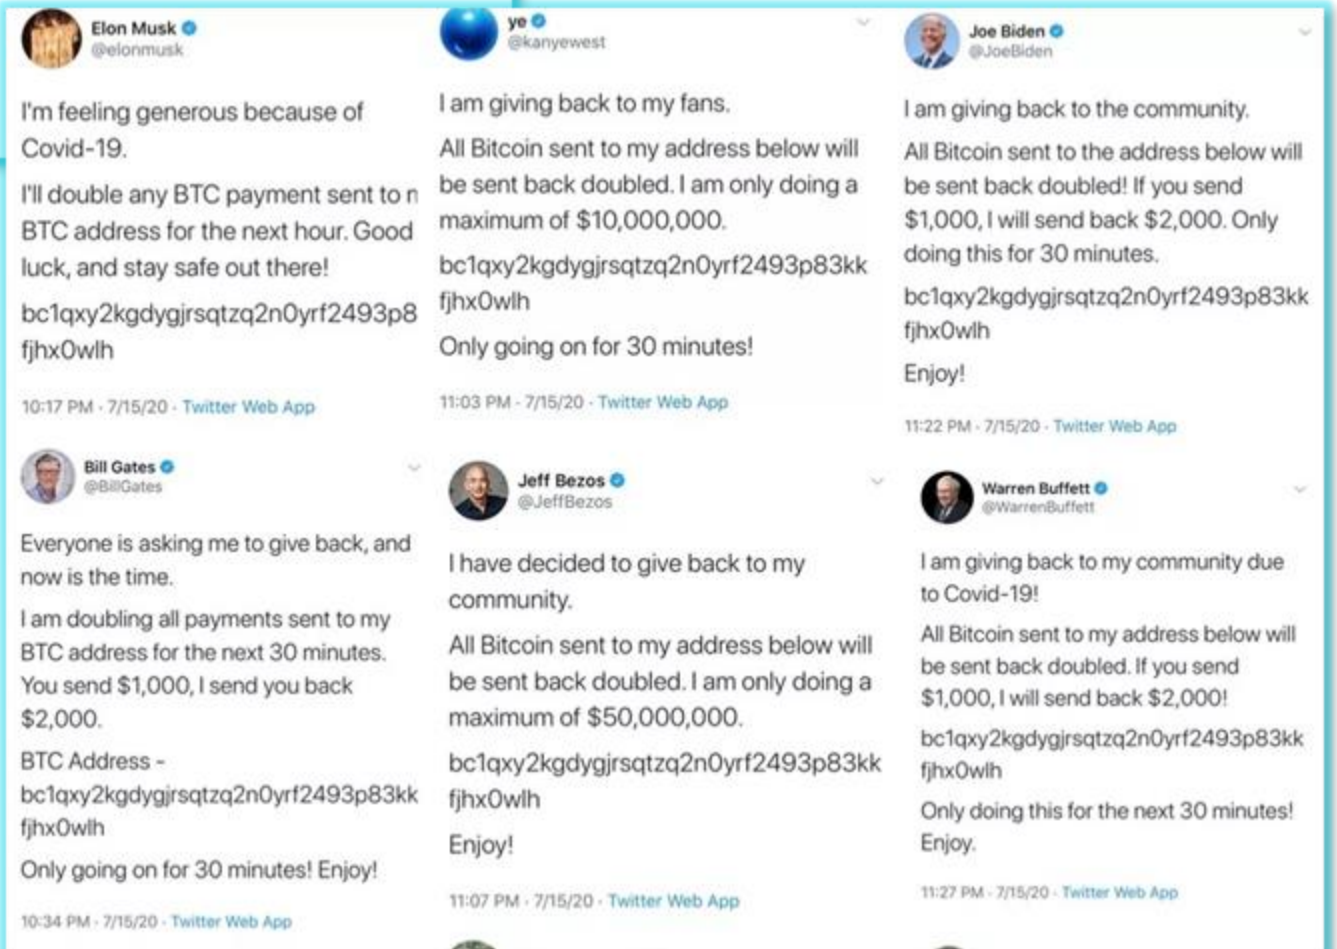 Elon Musk
@elonmusk
I'm feeling generous because of
Covid-19.
I'll double any BTC payment sent to
BTC address for the next hour. Good
luck, and stay safe out there!
bc1qxy2kgdygjrsqtzq2n0yrf2493p8
fjhx0wlh
10:17 PM · 7/15/20 · Twitter Web App
ye
@kanyewest
I am giving back to my fans.
All Bitcoin sent to my address below will
be sent back doubled. I am only doing a
maximum of $10,000,000.
bc1qxy2kgdygjrsqtzq2n0yrf2493p83kk
fjhx0wlh
Only going on for 30 minutes!
11:03 PM · 7/15/20 · Twitter Web App
Joe Biden
@JoeBiden
I am giving back to the community.
All Bitcoin sent to the address below will
be sent back doubled! If you send
$1,000, I will send back $2,000. Only
doing this for 30 minutes.
bc1qxy2kgdygjrsqtzq2n0yrf2493p83kk
fjhx0wlh
Enjoy!
11:22 PM · 7/15/20 · Twitter Web App
Bill Gates
@BillGates
Everyone is asking me to give back, and
now is the time.
I am doubling all payments sent to my
BTC address for the next 30 minutes.
You send $1,000, I send you back
$2,000.
BTC Address -
bc1qxy2kgdygjrsqtzq2n0yrf2493p83kk
fjhx0wlh
Only going on for 30 minutes! Enjoy!
10:34 PM · 7/15/20 · Twitter Web App
Jeff Bezos
@JeffBezos
I have decided to give back to my
community.
All Bitcoin sent to my address below will
be sent back doubled. I am only doing a
maximum of $50,000,000.
bc1qxy2kgdygjrsqtzq2n0yrf2493p83kk
fjhx0wlh
Enjoy!
11:07 PM · 7/15/20 · Twitter Web App
Warren Buffett
@WarrenBuffett
I am giving back to my community due
to Covid-19!
All Bitcoin sent to my address below will
be sent back doubled. If you send
$1,000, I will send back $2,000!
bc1qxy2kgdygjrsqtzq2n0yrf2493p83kk
fjhx0wlh
Only doing this for the next 30 minutes!
Enjoy.
11:27 PM · 7/15/20 · Twitter Web App